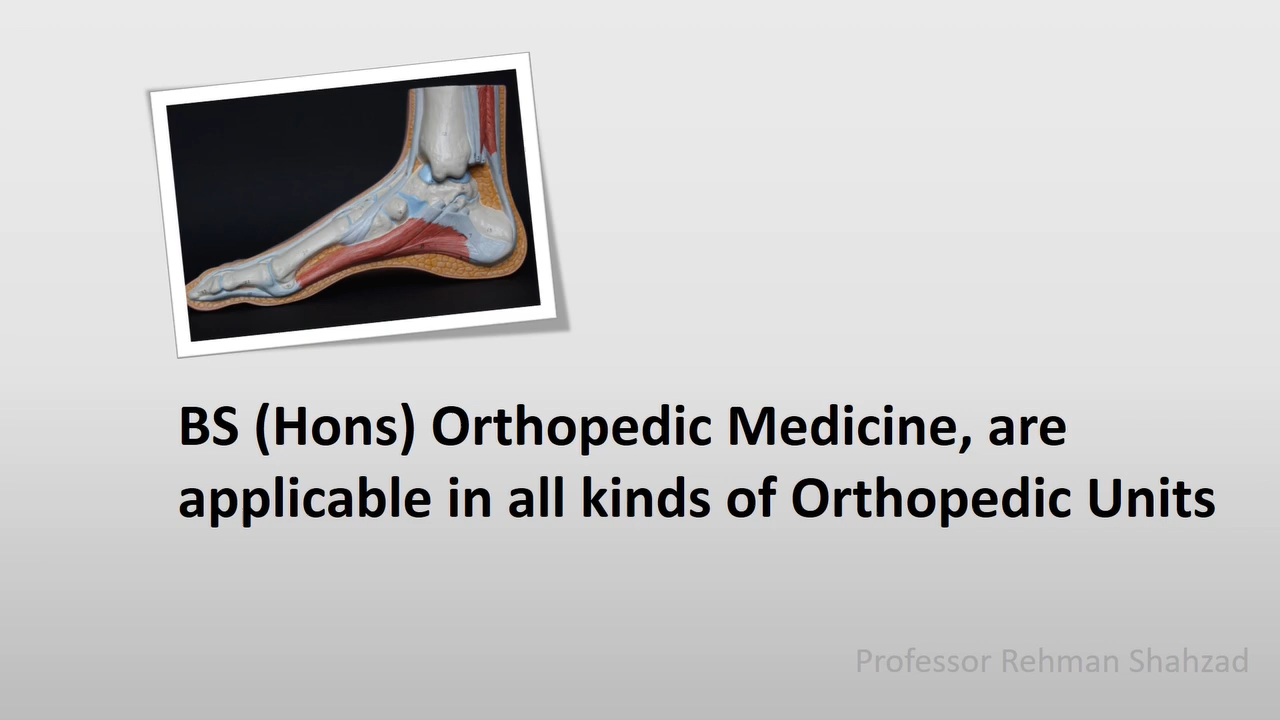 BS (Hons) Orthopedic Medicine, are
applicable in all kinds of Orthopedic Units
Professor Rehman Shahzad